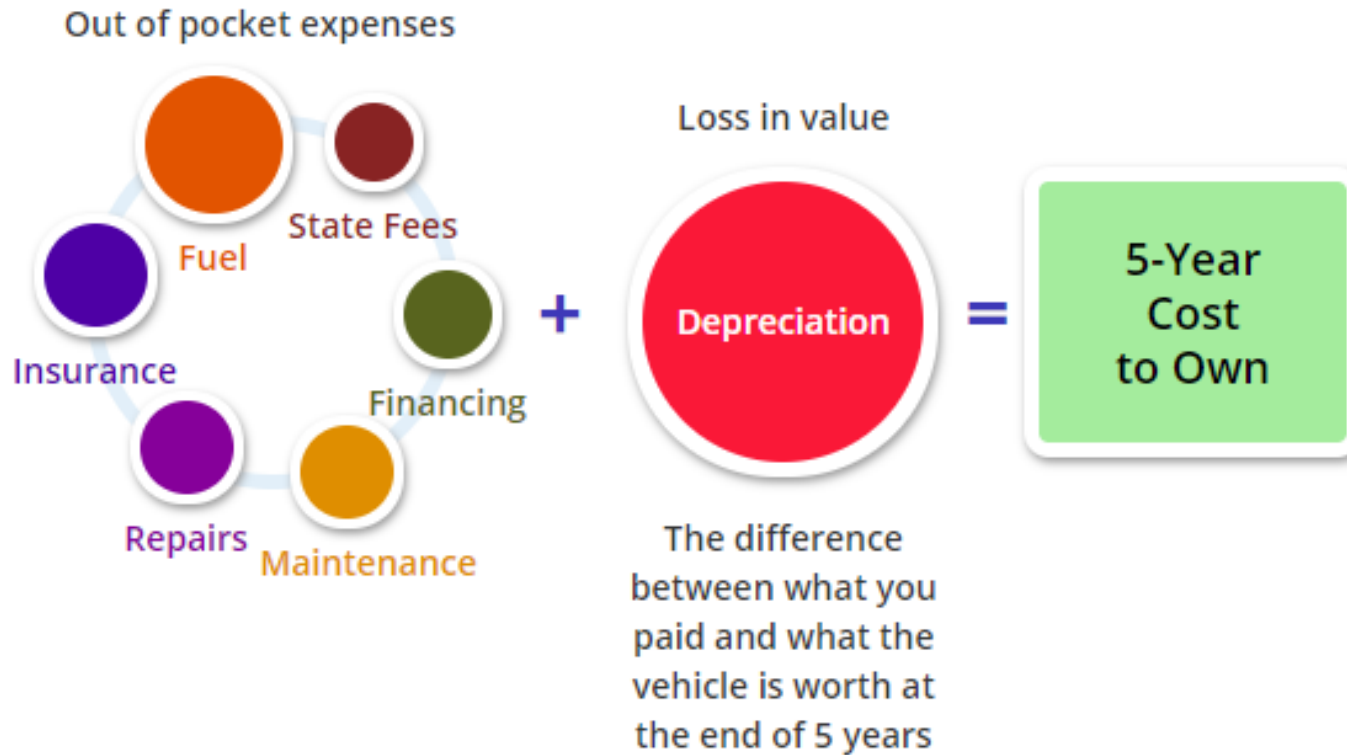 Out of pocket expenses
State Fees
Fuel
Insurance
Financing
Repairs
Maintenance
+
Loss in value
Depreciation
The difference
between what you
paid and what the
vehicle is worth at
the end of 5 years
=
5-Year
Cost
to Own